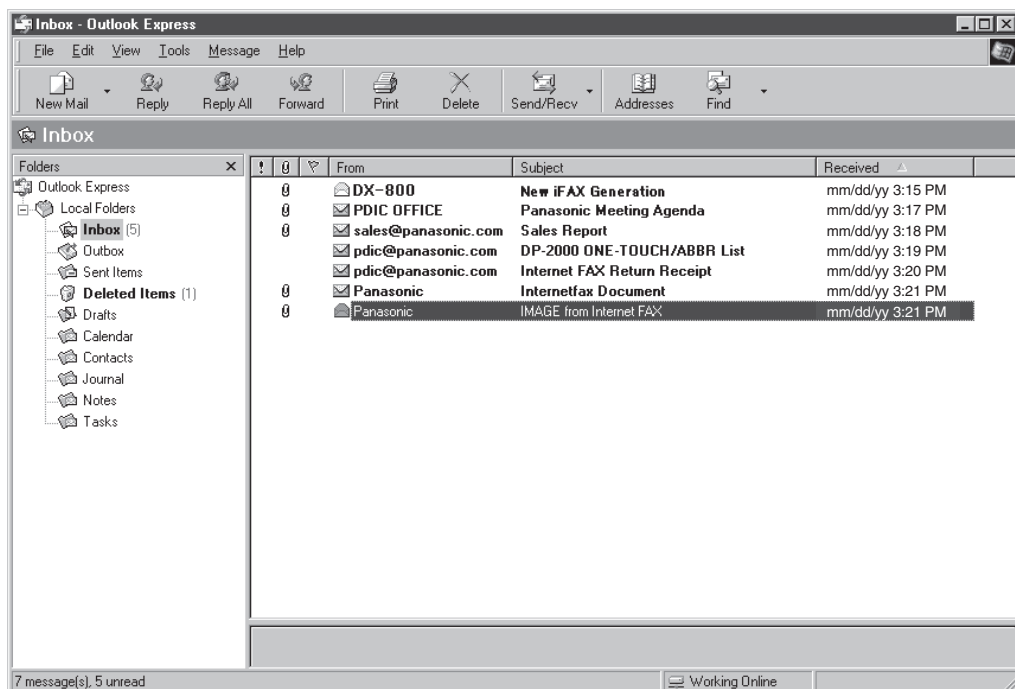 Inbox - Outlook Express
File Edit View Tools Message Help
New Mail Reply Reply All Forward Print Delete Send/Recv Addresses Find
Inbox
Folders x ! From Subject Received
Outlook Express
Local Folders
Inbox (5)
Outbox
Sent Items
Deleted Items (1)
Drafts
Calendar
Contacts
Journal
Notes
Tasks
DX-800 New iFAX Generation mm/dd/yy 3:15 PM
PDIC OFFICE Panasonic Meeting Agenda mm/dd/yy 3:17 PM
sales@panasonic.com Sales Report mm/dd/yy 3:18 PM
pdic@panasonic.com DP-2000 ONE-TOUCH/ABBR List mm/dd/yy 3:19 PM
pdic@panasonic.com Internet FAX Return Receipt mm/dd/yy 3:20 PM
Panasonic Internetfax Document mm/dd/yy 3:21 PM
Panasonic IMAGE from Internet FAX mm/dd/yy 3:21 PM
7 message(s), 5 unread Working Online